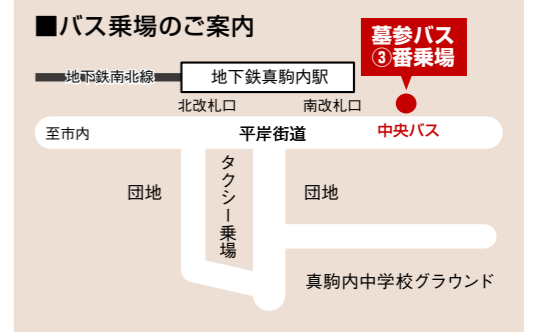 ■バス乗場のご案内
墓参バス
③番乗場
地下鉄南北線
地下鉄真駒内駅
北改札口
南改札口
至市内
平岸街道
中央バス
団地
タクシー乗場
団地
真駒内中学校グラウンド